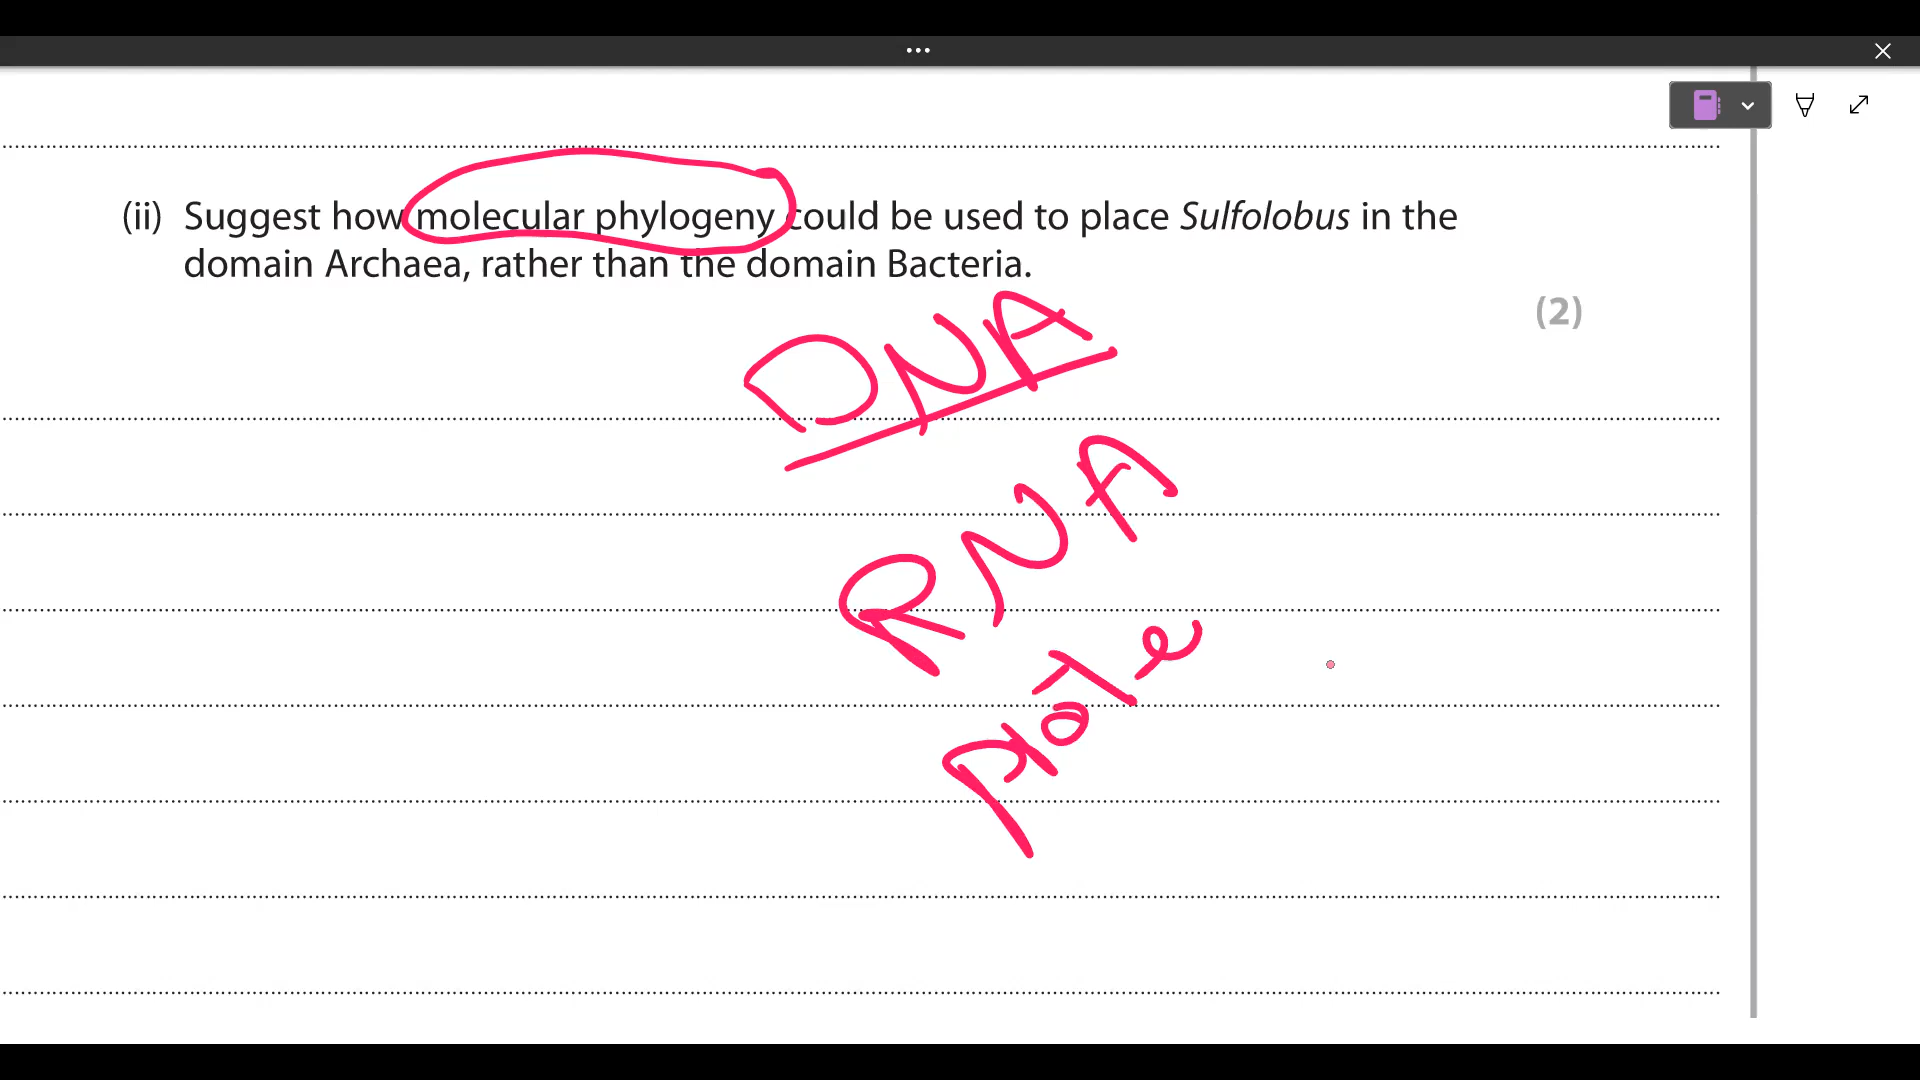 (ii) Suggest how molecular phylogeny could be used to place Sulfolobus in the
domain Archaea, rather than the domain Bacteria.
(2)
DNA
RNA
prote